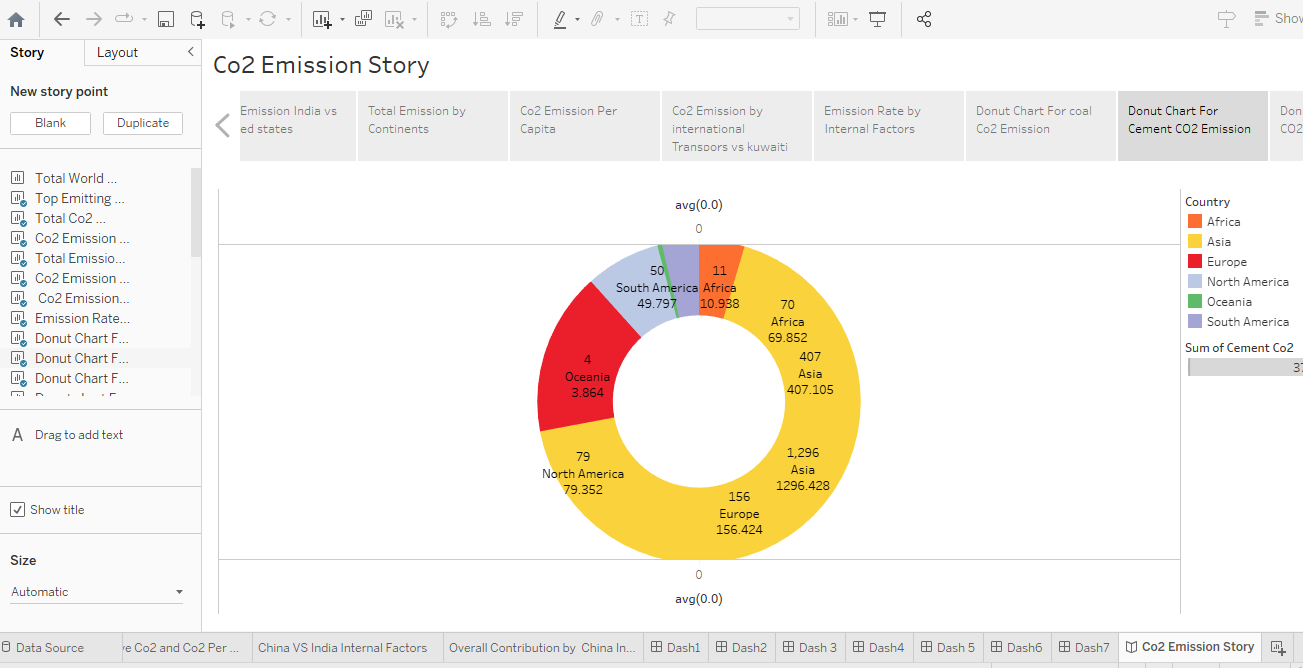 Show
Story
Layout
New story point
Blank
Duplicate
Total World ...
Top Emitting ...
Total Co2 ...
Co2 Emission ...
Total Emissio...
Co2 Emission ...
Co2 Emission...
Emission Rate...
Donut Chart F...
Donut Chart F...
Donut Chart F...
A Drag to add text
Show title
Size
Automatic
Co2 Emission Story
Emission India vs
ed states
Total Emission by
Continents
Co2 Emission Per
Capita
Co2 Emission by
international
Transpors vs kuwaiti
Emission Rate by
Internal Factors
Donut Chart For coal
Co2 Emission
Donut Chart For
Cement CO2 Emission
Don
CO2
avg(0.0)
0
50
South America
49.797
11
Africa
10.938
70
Africa
69.852
407
Asia
407.105
4
Oceania
3.864
1,296
Asia
1296.428
79
North America
79.352
156
Europe
156.424
0
avg(0.0)
Country
Africa
Asia
Europe
North America
Oceania
South America
Sum of Cement Co2
37
Data Source
ve Co2 and Co2 Per ...
China VS India Internal Factors
Overall Contribution by China In...
Dash1
Dash2
Dash 3
Dash4
Dash 5
Dash6
Dash7
Co2 Emission Story